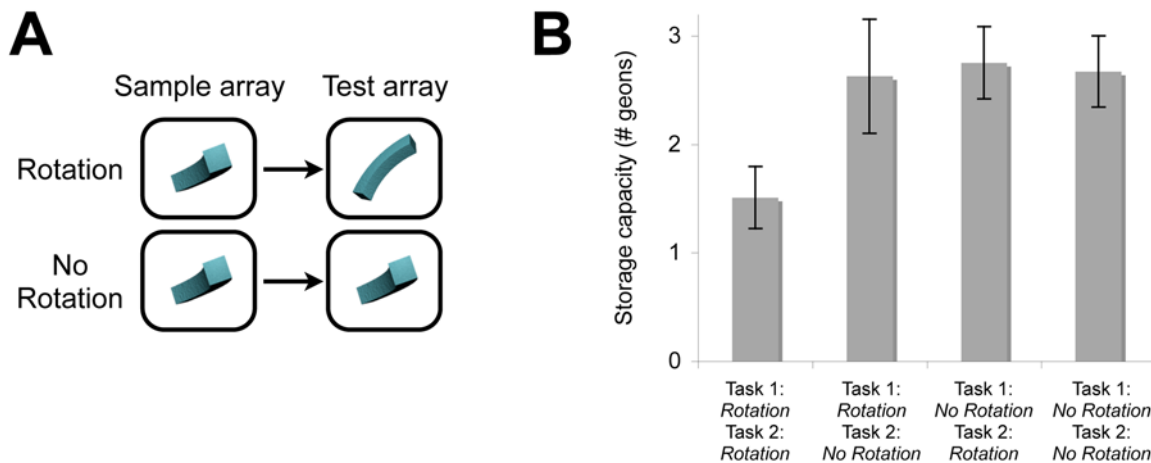 A
Sample array Test array
Rotation
No
Rotation
B
Storage capacity (# geons)
3
2
1
0
Task 1: Task 1: Task 1: Task 1:
Rotation Rotation No Rotation No Rotation
Task 2: Task 2: Task 2: Task 2:
Rotation No Rotation Rotation No Rotation